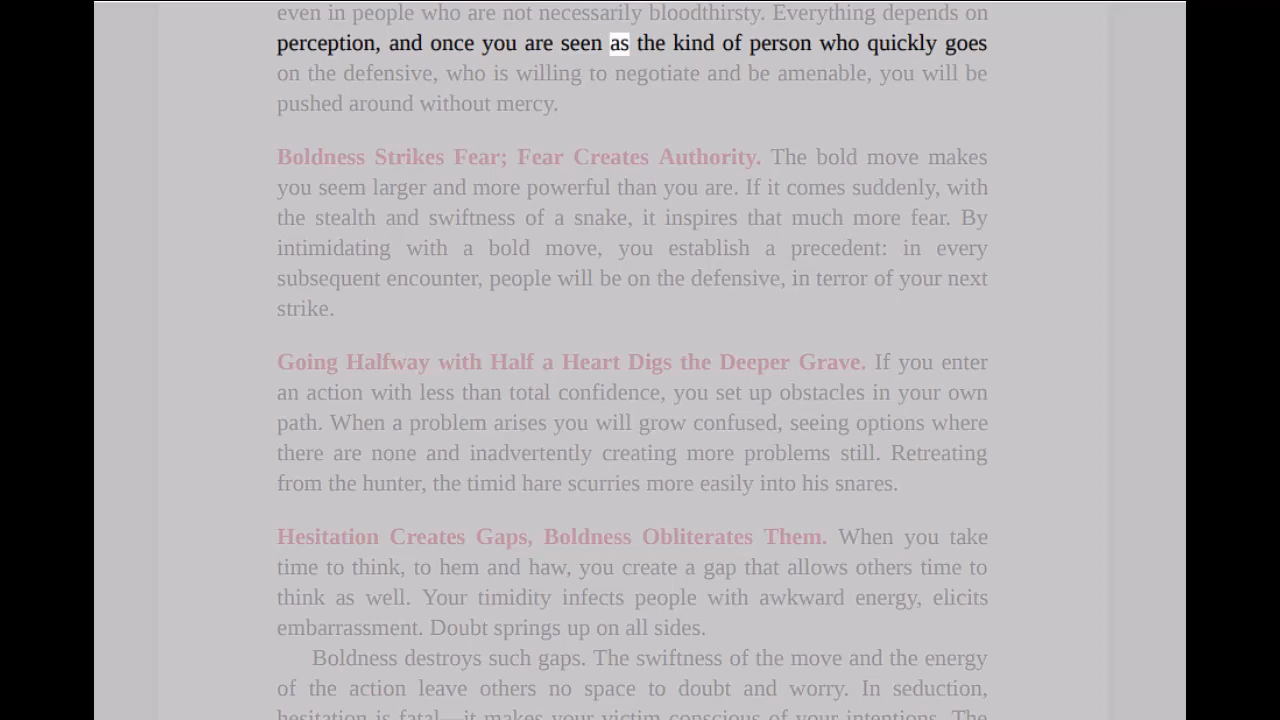 even in people who are not necessarily bloodthirsty. Everything depends on
perception, and once you are seen as the kind of person who quickly goes
on the defensive, who is willing to negotiate and be amenable, you will be
pushed around without mercy.
Boldness Strikes Fear; Fear Creates Authority. The bold move makes
you seem larger and more powerful than you are. If it comes suddenly, with
the stealth and swiftness of a snake, it inspires that much more fear. By
intimidating with a bold move, you establish a precedent: in every
subsequent encounter, people will be on the defensive, in terror of your next
strike.
Going Halfway with Half a Heart Digs the Deeper Grave. If you enter
an action with less than total confidence, you set up obstacles in your own
path. When a problem arises you will grow confused, seeing options where
there are none and inadvertently creating more problems still. Retreating
from the hunter, the timid hare scurries more easily into his snares.
Hesitation Creates Gaps, Boldness Obliterates Them. When you take
time to think, to hem and haw, you create a gap that allows others time to
think as well. Your timidity infects people with awkward energy, elicits
embarrassment. Doubt springs up on all sides.
Boldness destroys such gaps. The swiftness of the move and the energy
of the action leave others no space to doubt and worry. In seduction,
hesitation is fatal—it makes your victim conscious of your intentions. The